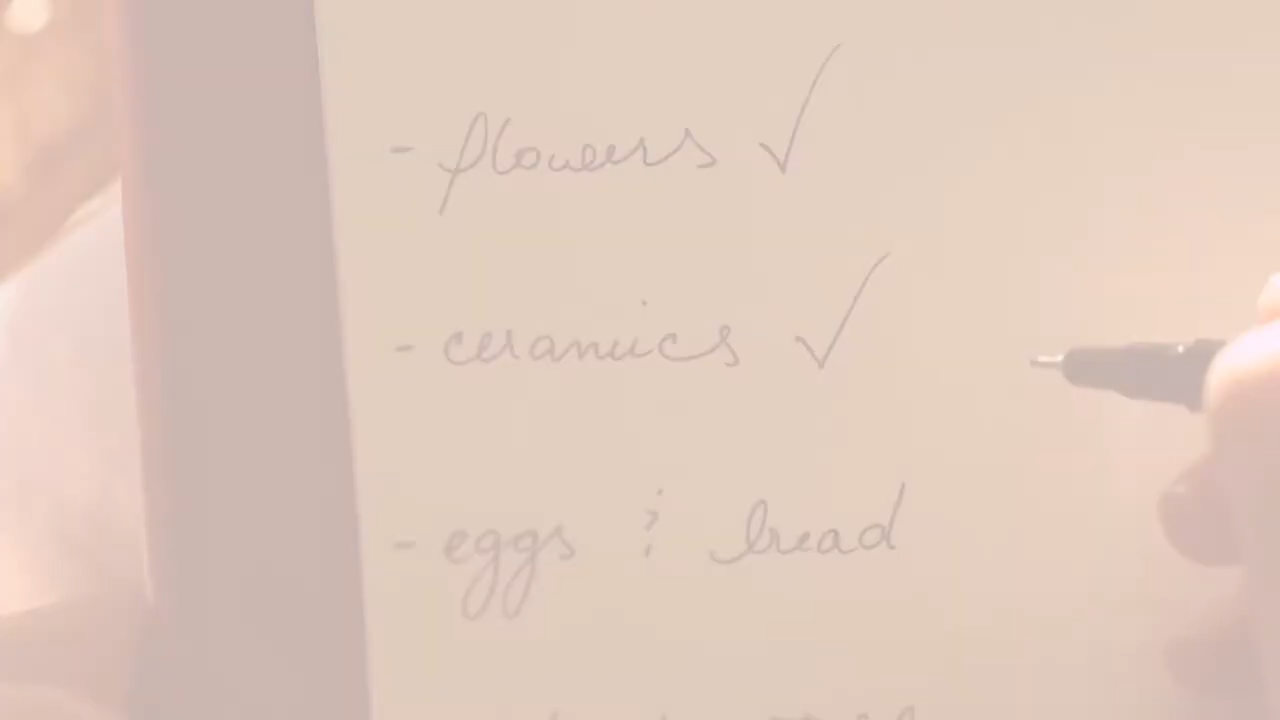 - flowers ✓
- ceramics ✓
- eggs & bread